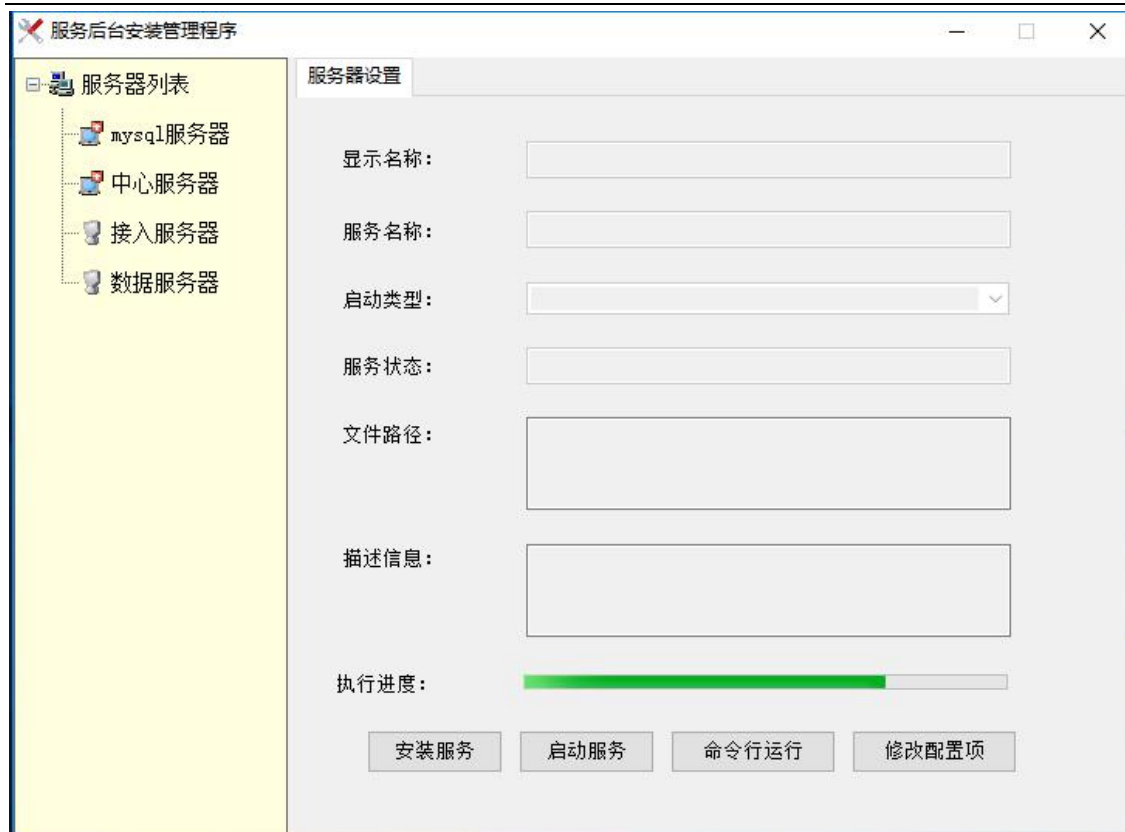 服务后台安装管理程序
服务器列表
mysql服务器
中心服务器
接入服务器
数据服务器
服务器设置
显示名称：
服务名称：
启动类型：
服务状态：
文件路径：
描述信息：
执行进度：
安装服务 启动服务 命令行运行 修改配置项